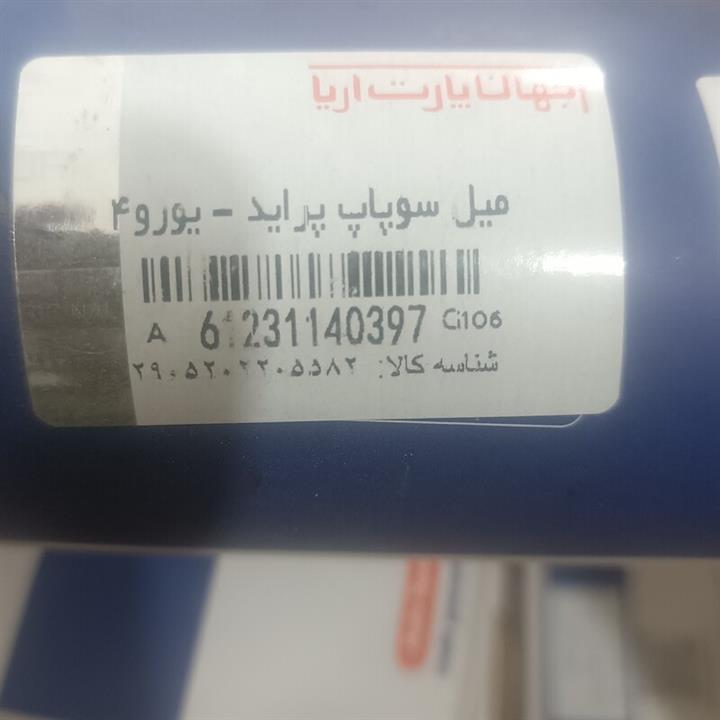 جهان پارت آریا
میل سوپاپ پراید - یورو۴
A 6 231140397 Ci106
شناسه کالا: ۲۹۰۵۲۰۲۲۰۵۵۸۲